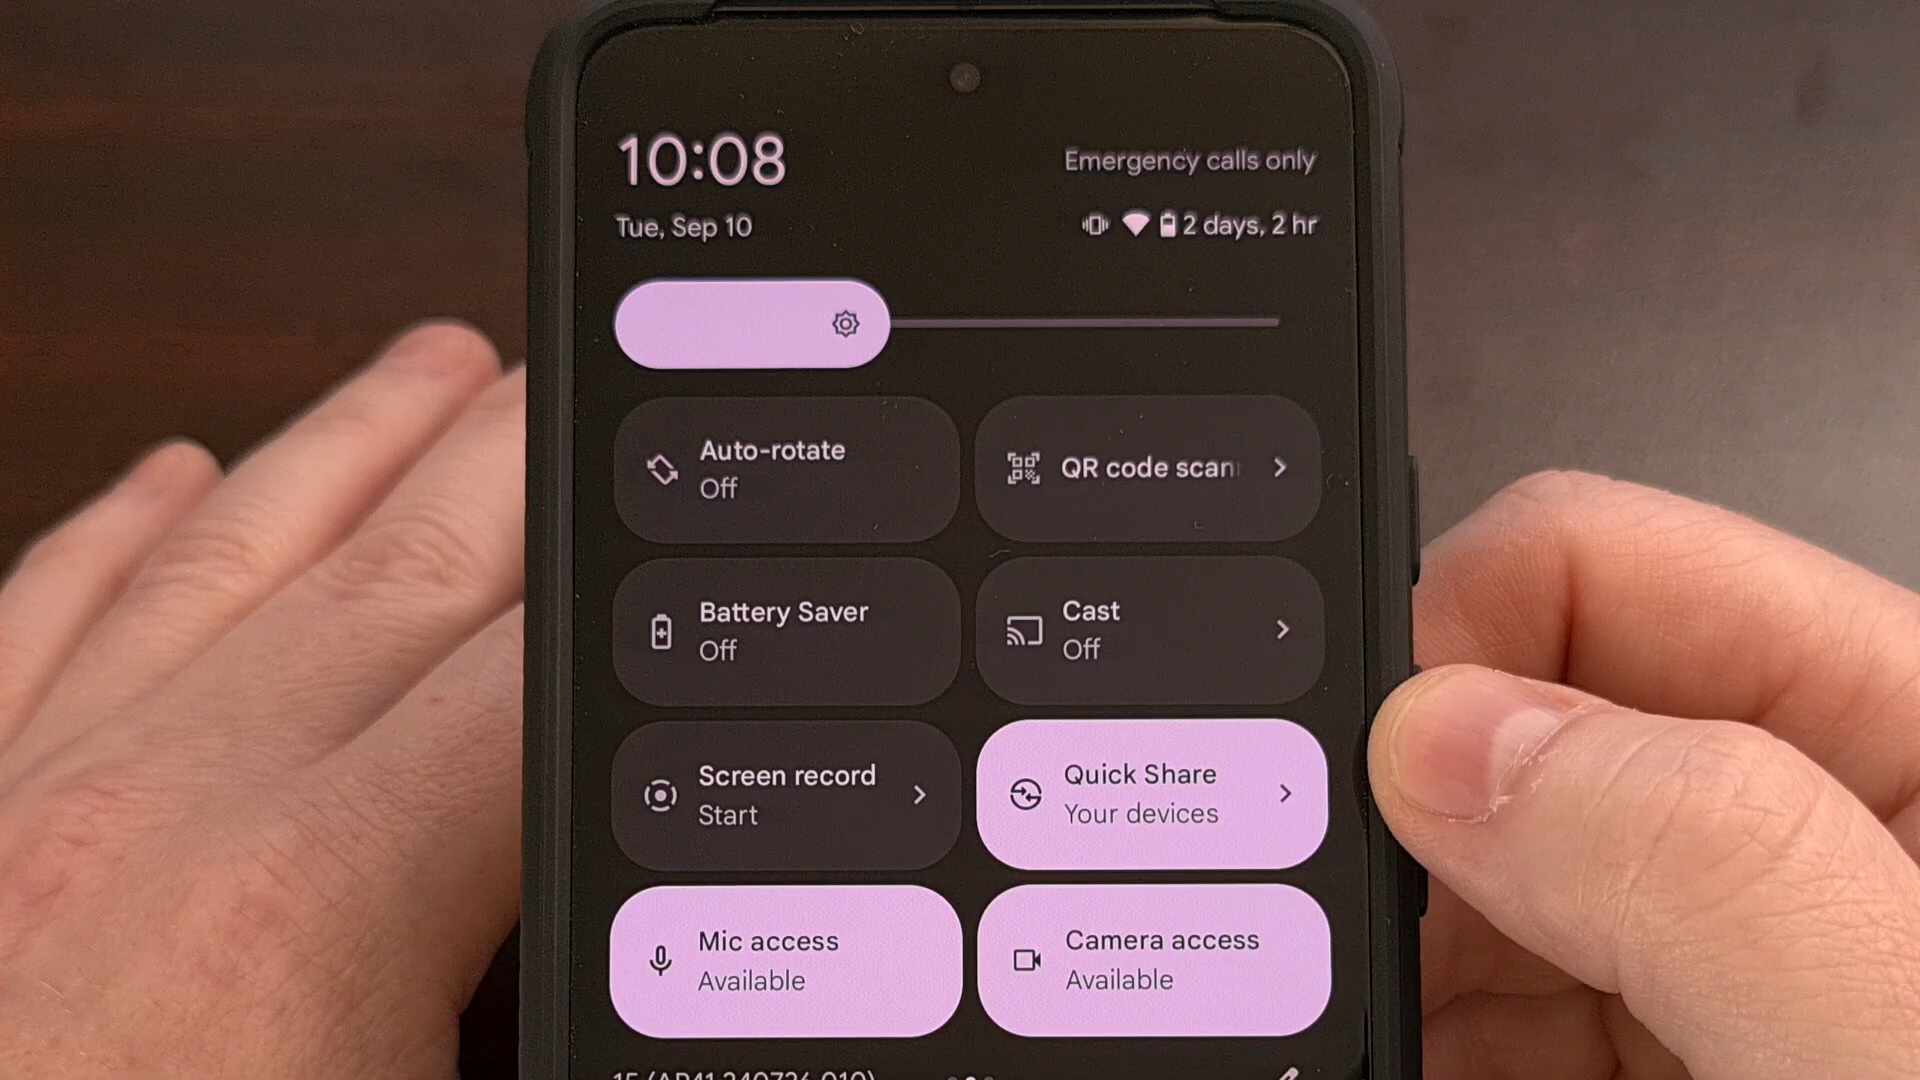 10:08
Emergency calls only
Tue, Sep 10
2 days, 2 hr
Auto-rotate
Off
QR code scan
Battery Saver
Off
Cast
Off
Screen record
Start
Quick Share
Your devices
Mic access
Available
Camera access
Available